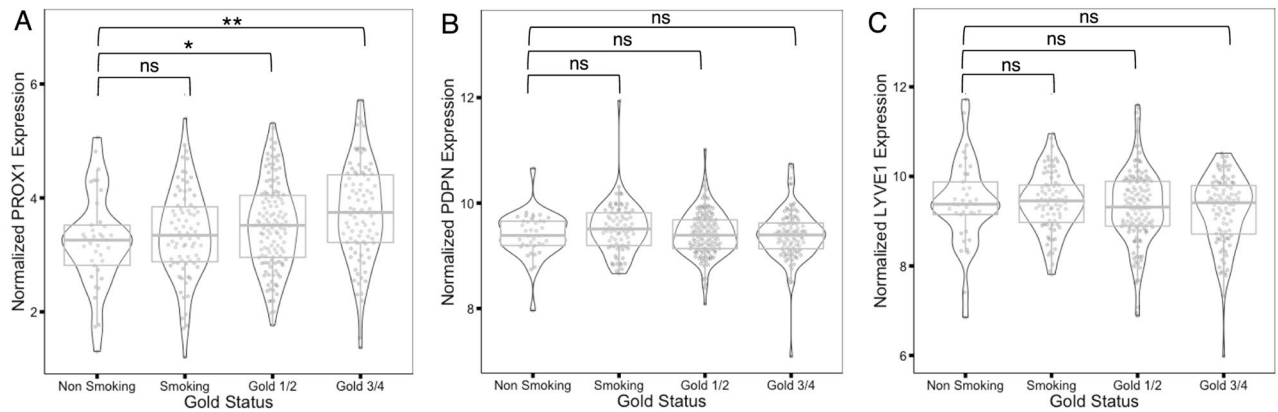 A
**
*
ns
Normalized PROX1 Expression
6
4
2
Non Smoking Smoking Gold 1/2 Gold 3/4
Gold Status
B
ns
ns
ns
Normalized PDPN Expression
12
10
8
Non Smoking Smoking Gold 1/2 Gold 3/4
Gold Status
C
ns
ns
ns
Normalized LYVE1 Expression
12
10
8
6
Non Smoking Smoking Gold 1/2 Gold 3/4
Gold Status